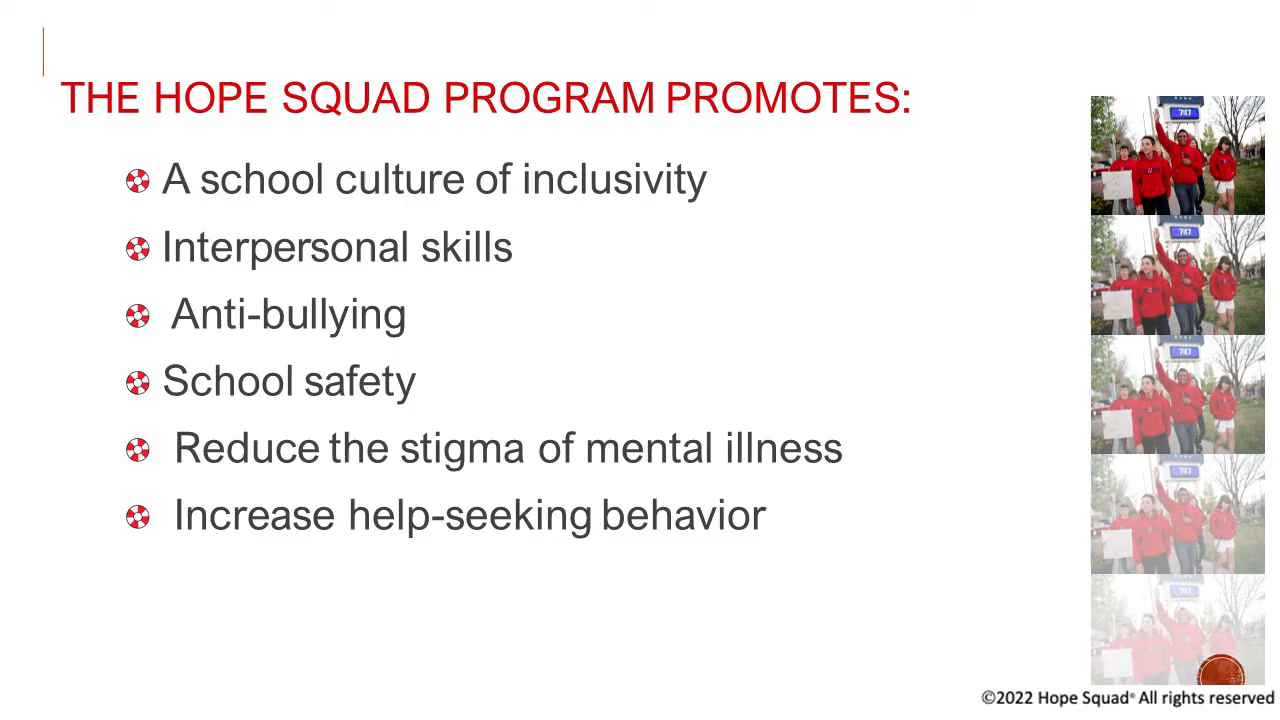 THE HOPE SQUAD PROGRAM PROMOTES:
A school culture of inclusivity
Interpersonal skills
Anti-bullying
School safety
Reduce the stigma of mental illness
Increase help-seeking behavior
©2022 Hope Squad® All rights reserved